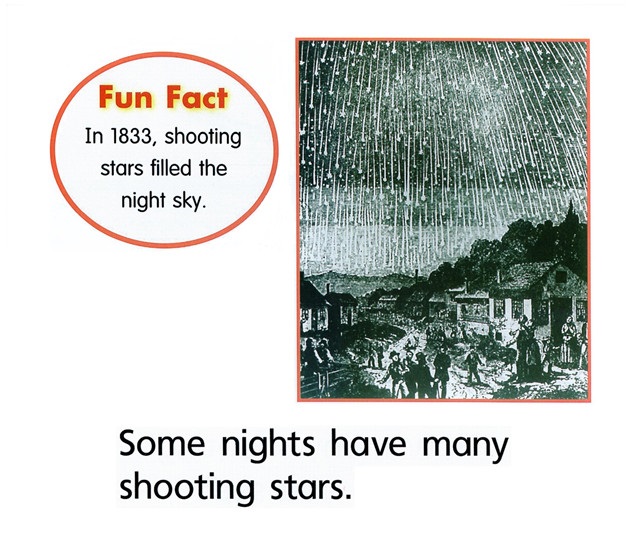 Fun Fact
In 1833, shooting
stars filled the
night sky.
Some nights have many
shooting stars.